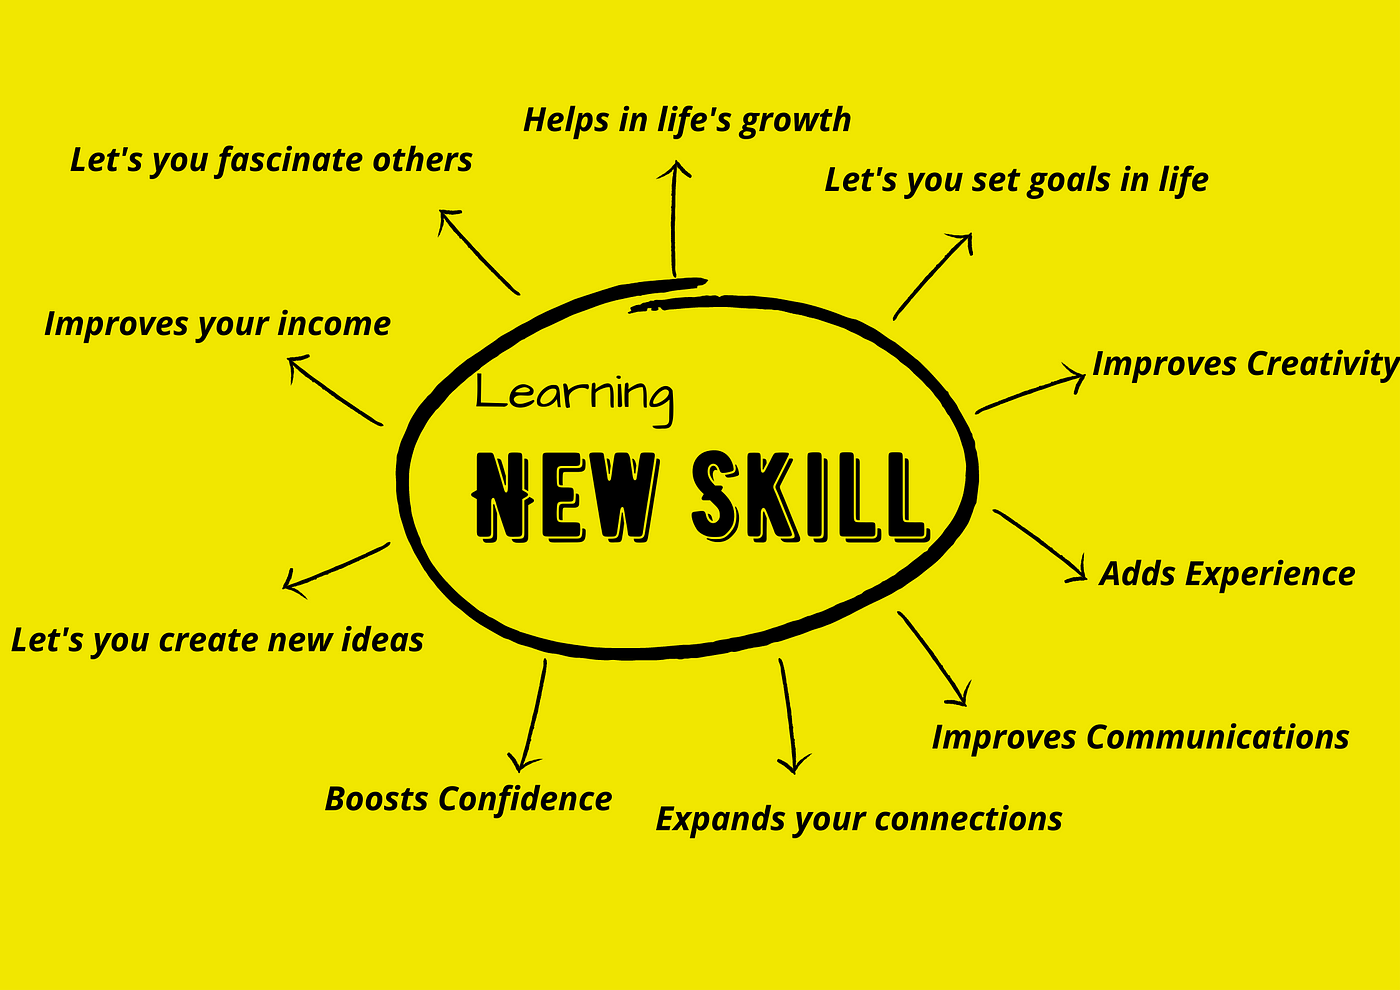 Helps in life's growth
Let's you fascinate others
Let's you set goals in life
Improves your income
Improves Creativity
Learning
NEW SKILL
Adds Experience
Let's you create new ideas
Improves Communications
Boosts Confidence
Expands your connections